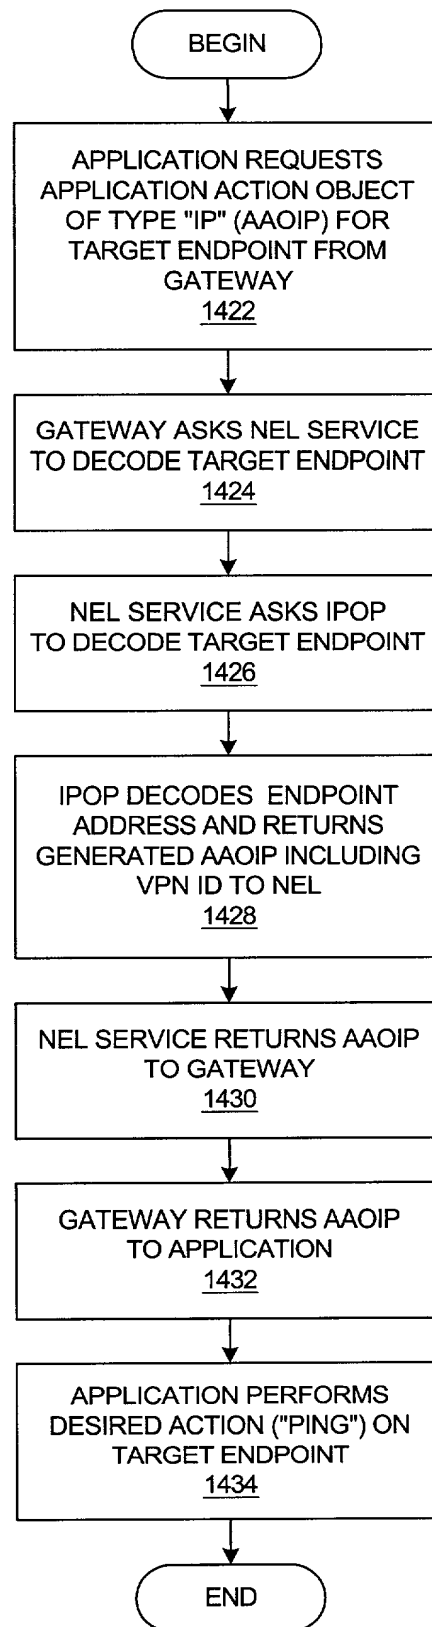 BEGIN
APPLICATION REQUESTS
APPLICATION ACTION OBJECT
OF TYPE "IP" (AAOIP) FOR
TARGET ENDPOINT FROM
GATEWAY
1422
GATEWAY ASKS NEL SERVICE
TO DECODE TARGET ENDPOINT
1424
NEL SERVICE ASKS IPOP
TO DECODE TARGET ENDPOINT
1426
IPOP DECODES ENDPOINT
ADDRESS AND RETURNS
GENERATED AAOIP INCLUDING
VPN ID TO NEL
1428
NEL SERVICE RETURNS AAOIP
TO GATEWAY
1430
GATEWAY RETURNS AAOIP
TO APPLICATION
1432
APPLICATION PERFORMS
DESIRED ACTION ("PING") ON
TARGET ENDPOINT
1434
END